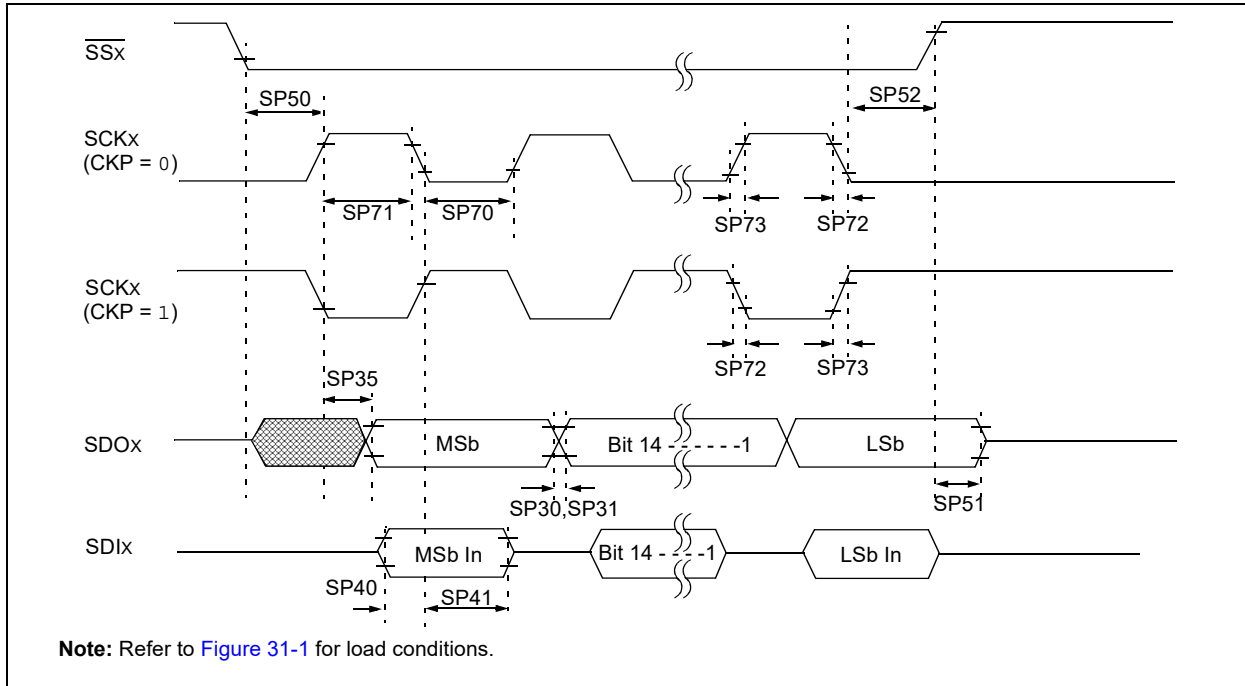 SSx
SP50
SP52
SCKx
(CKP = 0)
SP71
SP70
SP73
SP72
SCKx
(CKP = 1)
SP72
SP73
SP35
SDOx
MSb
Bit 14 - - - - - -1
LSb
SP30,SP31
SP51
SDIx
MSb In
Bit 14 - - - -1
LSb In
SP40
SP41
Note: Refer to Figure 31-1 for load conditions.